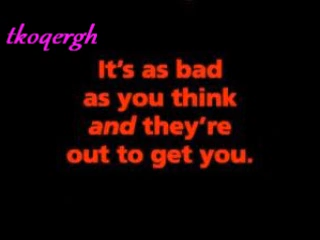 tkoqergh
It's as bad
as you think
and they're
out to get you.